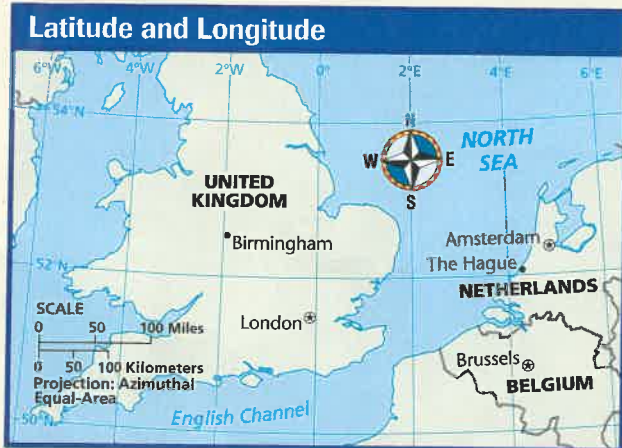 Latitude and Longitude
6°W 4°W 2°W 0° 2°E 4°E 6°E
54°N
N
W E
S
NORTH
SEA
UNITED
KINGDOM
Birmingham
Amsterdam
The Hague
52°N
NETHERLANDS
SCALE
0 50 100 Miles
0 50 100 Kilometers
Projection: Azimuthal
Equal-Area
London
Brussels
BELGIUM
English Channel
50°N